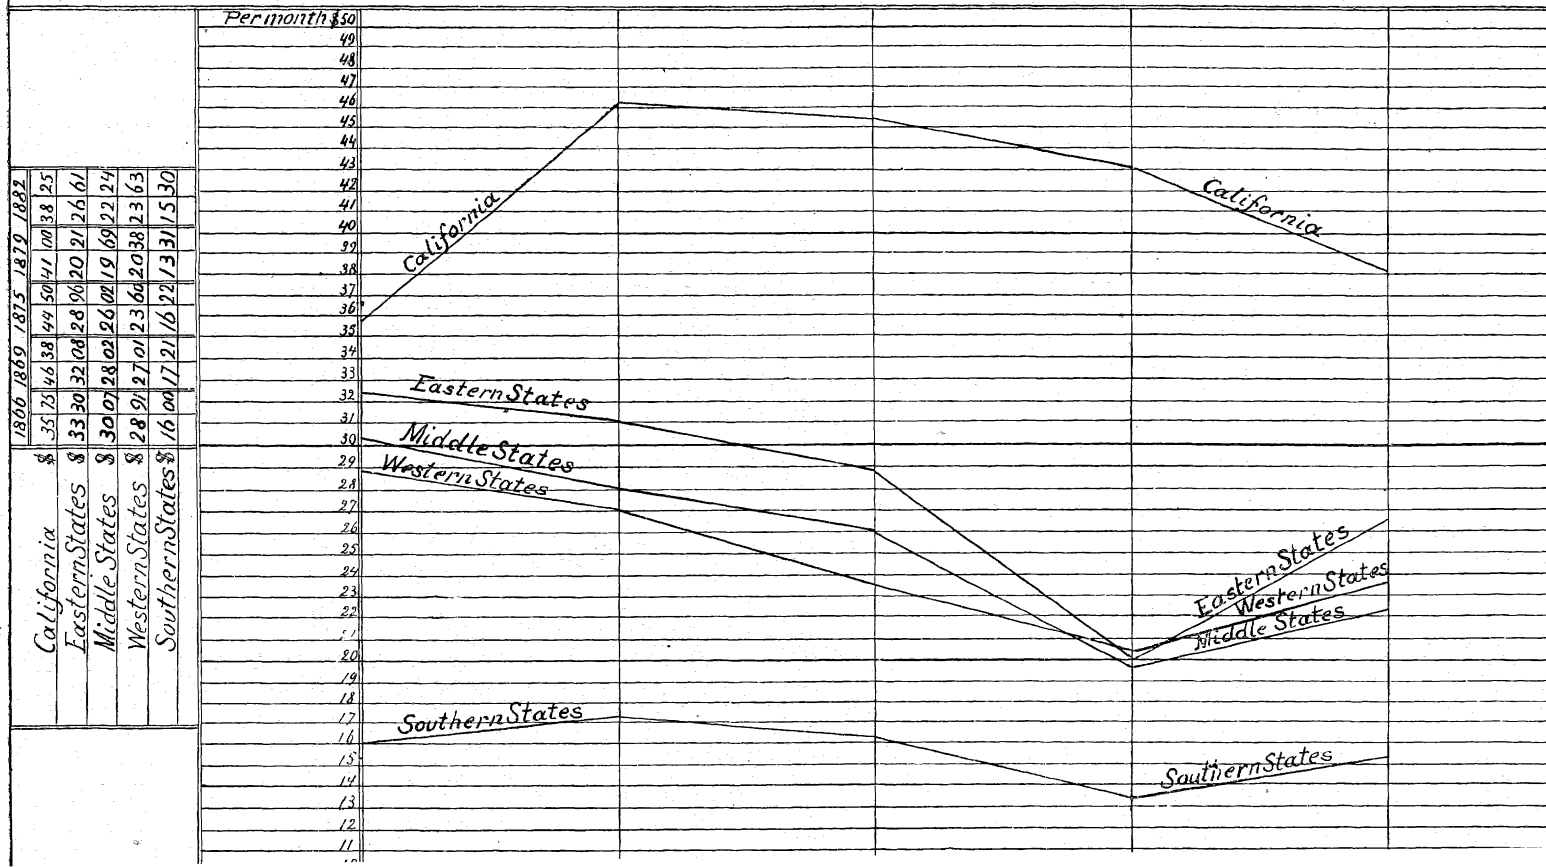 1866 1869 1875 1879 1882
California $ 35 75 46 38 44 50 41 00 38 25
Eastern States $ 33 30 32 08 28 96 20 21 26 61
Middle States $ 30 07 28 02 26 02 19 69 22 24
Western States $ 28 91 27 01 23 60 20 38 23 63
Southern States $ 16 00 17 21 16 22 13 31 15 30
Per month $50
49
48
47
46
45
44
43
42
41
40
39
38
37
36
35
34
33
32
31
30
29
28
27
26
25
24
23
22
21
20
19
18
17
16
15
14
13
12
11
California
California
Eastern States
Middle States
Western States
Eastern States
Western States
Middle States
Southern States
Southern States